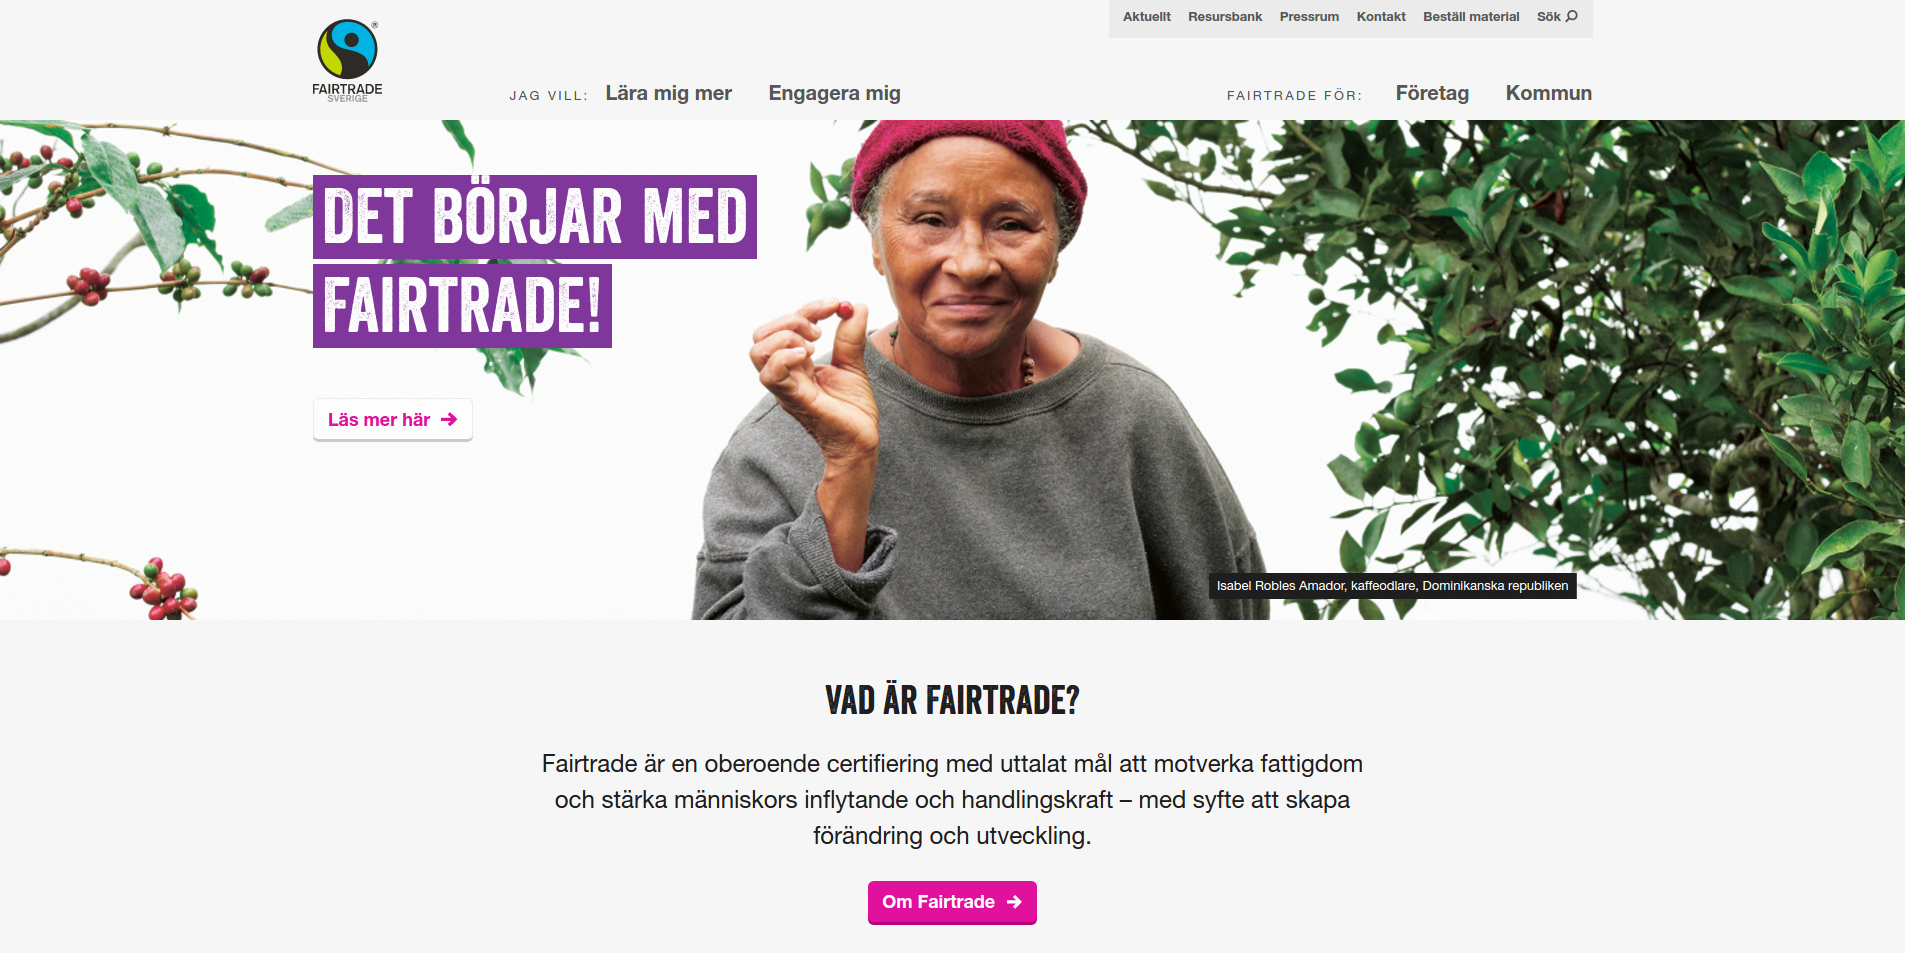 Aktuellt Resursbank Pressrum Kontakt Beställ material Sök
®
FAIRTRADE
SVERIGE
JAG VILL: Lära mig mer Engagera mig FAIRTRADE FÖR: Företag Kommun
DET BÖRJAR MED
FAIRTRADE!
Läs mer här
Isabel Robles Amador, kaffeodlare, Dominikanska republiken
VAD ÄR FAIRTRADE?
Fairtrade är en oberoende certifiering med uttalat mål att motverka fattigdom
och stärka människors inflytande och handlingskraft – med syfte att skapa
förändring och utveckling.
Om Fairtrade